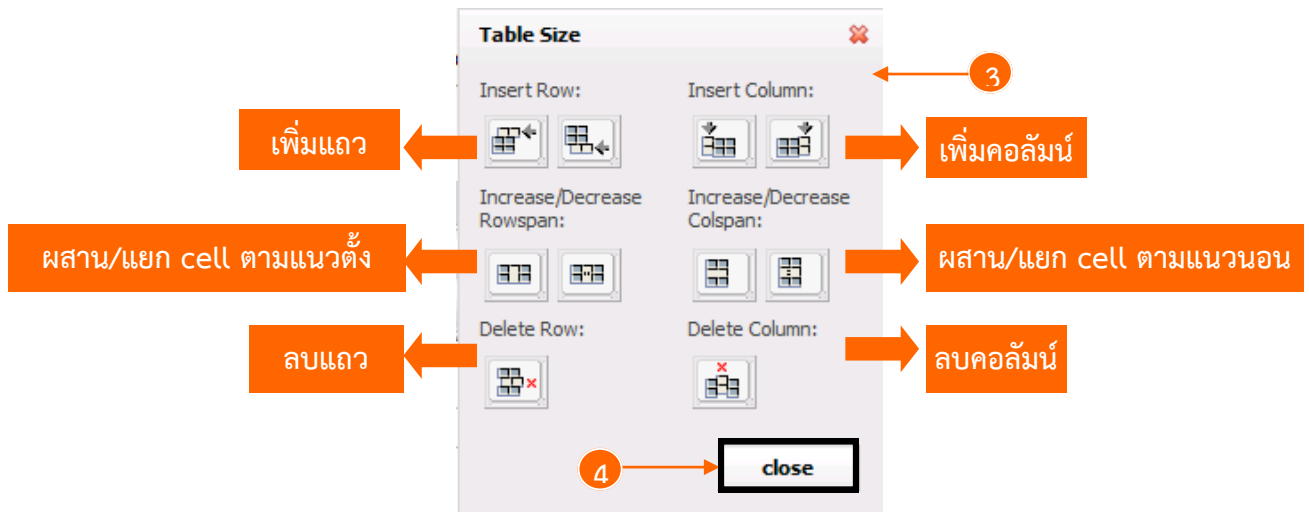 Table Size
3
Insert Row:
Insert Column:
เพิ่มแถว
เพิ่มคอลัมน์
Increase/Decrease
Rowspan:
Increase/Decrease
Colspan:
ผสาน/แยก cell ตามแนวตั้ง
ผสาน/แยก cell ตามแนวนอน
Delete Row:
Delete Column:
ลบแถว
ลบคอลัมน์
4
close